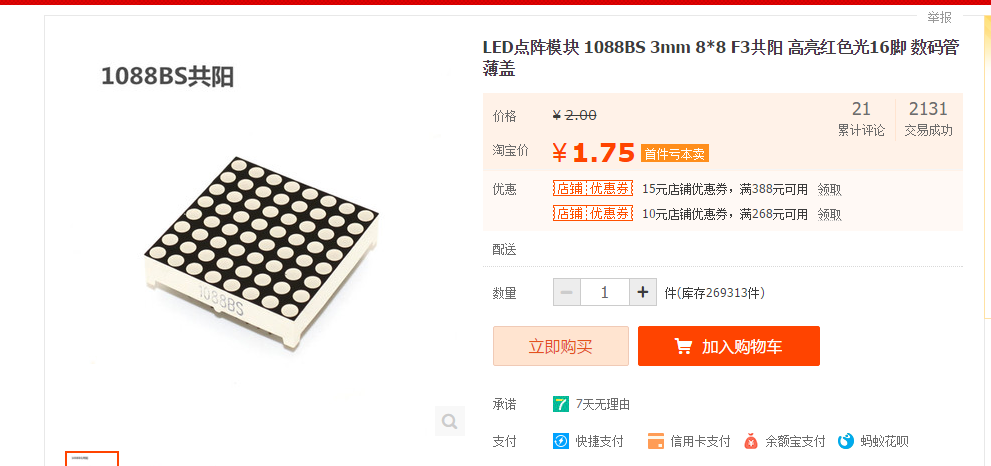 举报
1088BS共阳
1088BS
LED点阵模块 1088BS 3mm 8*8 F3共阳 高亮红色光16脚 数码管
薄盖
价格 ¥ 2.00
21 2131
累计评论 交易成功
淘宝价 ¥ 1.75 首件亏本卖
优惠 店铺 优惠券 15元店铺优惠券，满388元可用 领取
店铺 优惠券 10元店铺优惠券，满268元可用 领取
配送
数量 － 1 + 件(库存269313件)
立即购买 加入购物车
承诺 7 7天无理由
支付 快捷支付 信用卡支付 余额宝支付 蚂蚁花呗